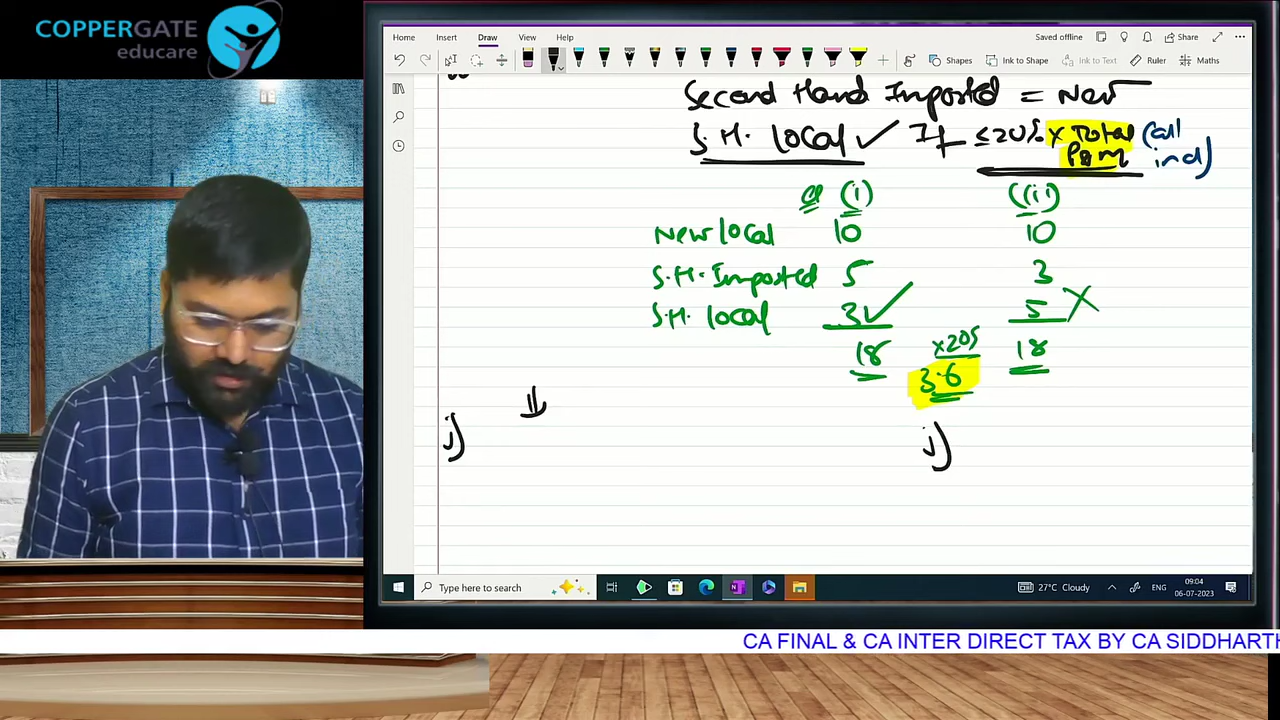 COPPERGATE
educare
Home Insert Draw View Help
Saved offline
Share
Shapes
Ink to Shape
Ink to Text
Ruler
Maths
Second Hand Imported = New
S.H. local ✓ If ≤20% x Total P&M (all incl)
(i) (ii)
New local 10 10
S.H. Imported 5 3
S.H. local 3✓ 5 X
18 x20% 18
3.6
i) i)
Type here to search
27°C Cloudy
ENG
09:04
06-07-2023
CA FINAL & CA INTER DIRECT TAX BY CA SIDDHARTH